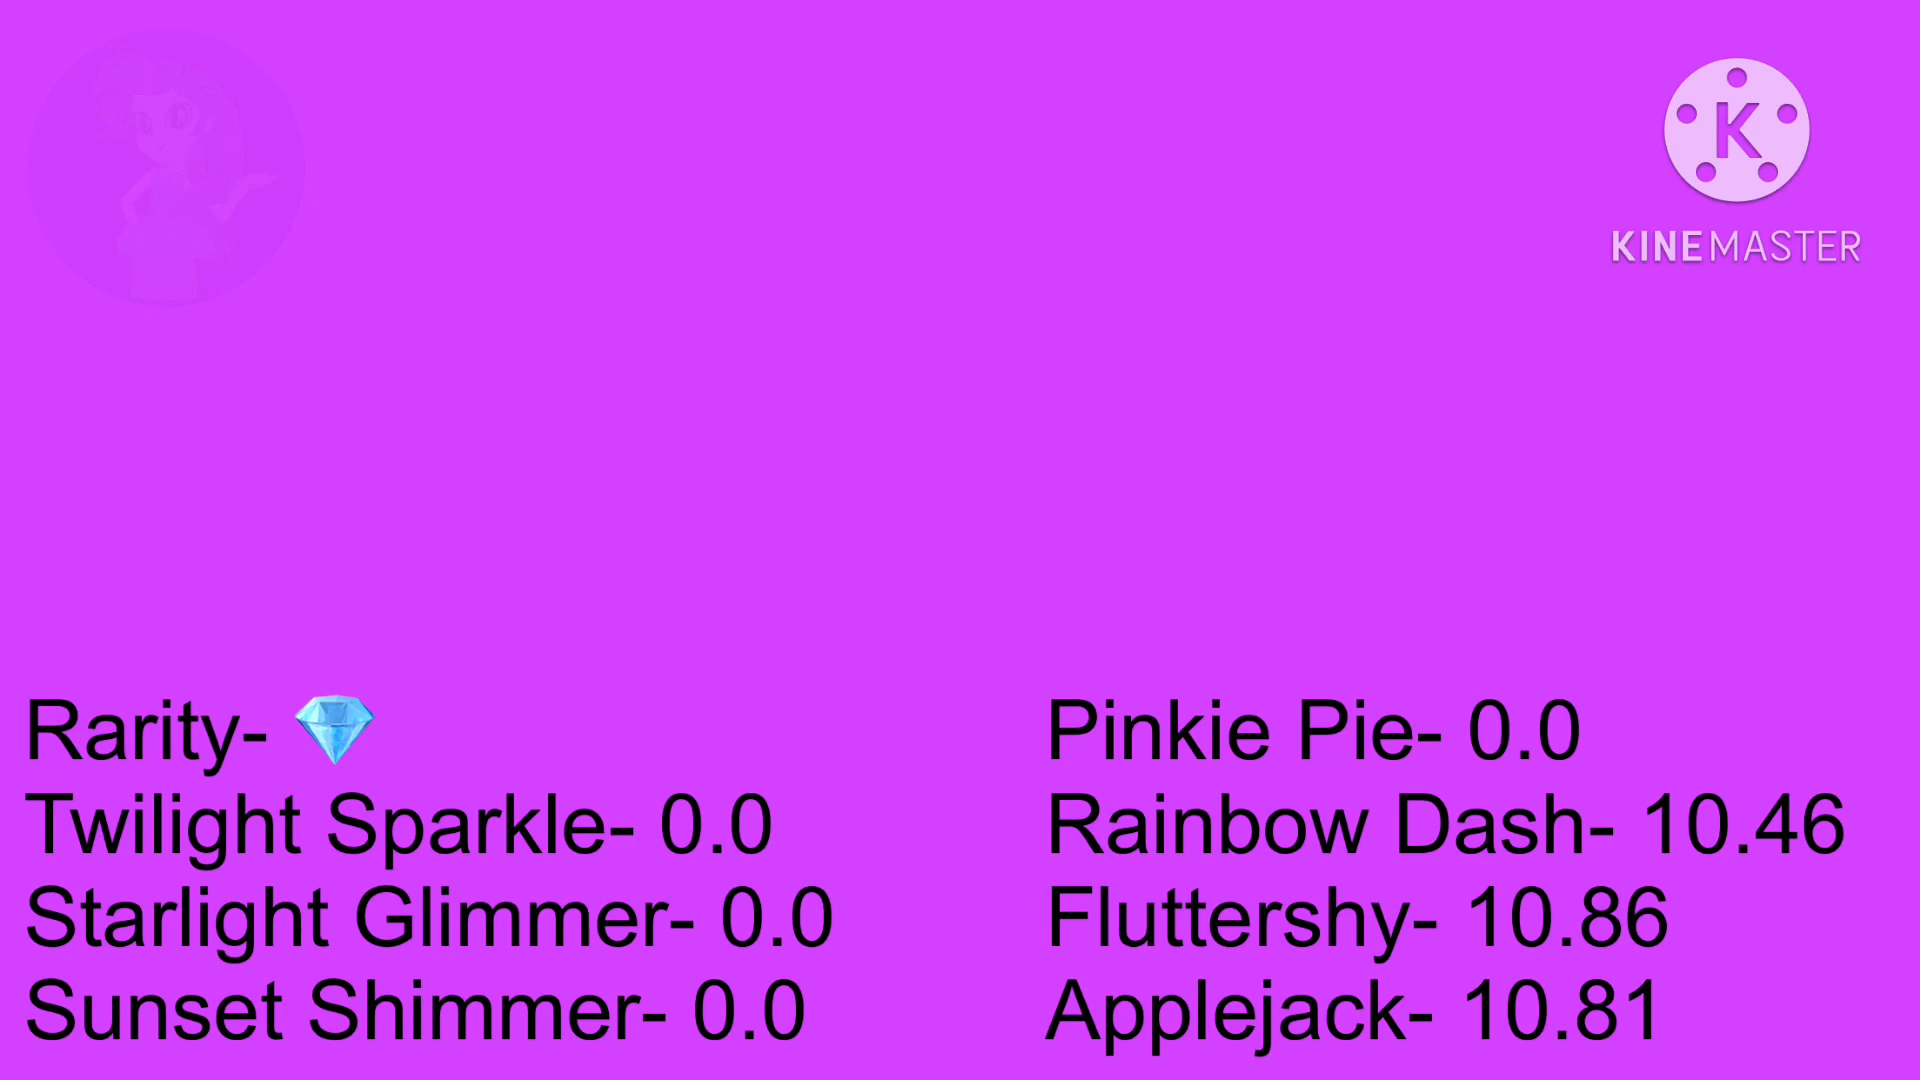 K
KINEMASTER
Rarity- 💎
Twilight Sparkle- 0.0
Starlight Glimmer- 0.0
Sunset Shimmer- 0.0
Pinkie Pie- 0.0
Rainbow Dash- 10.46
Fluttershy- 10.86
Applejack- 10.81